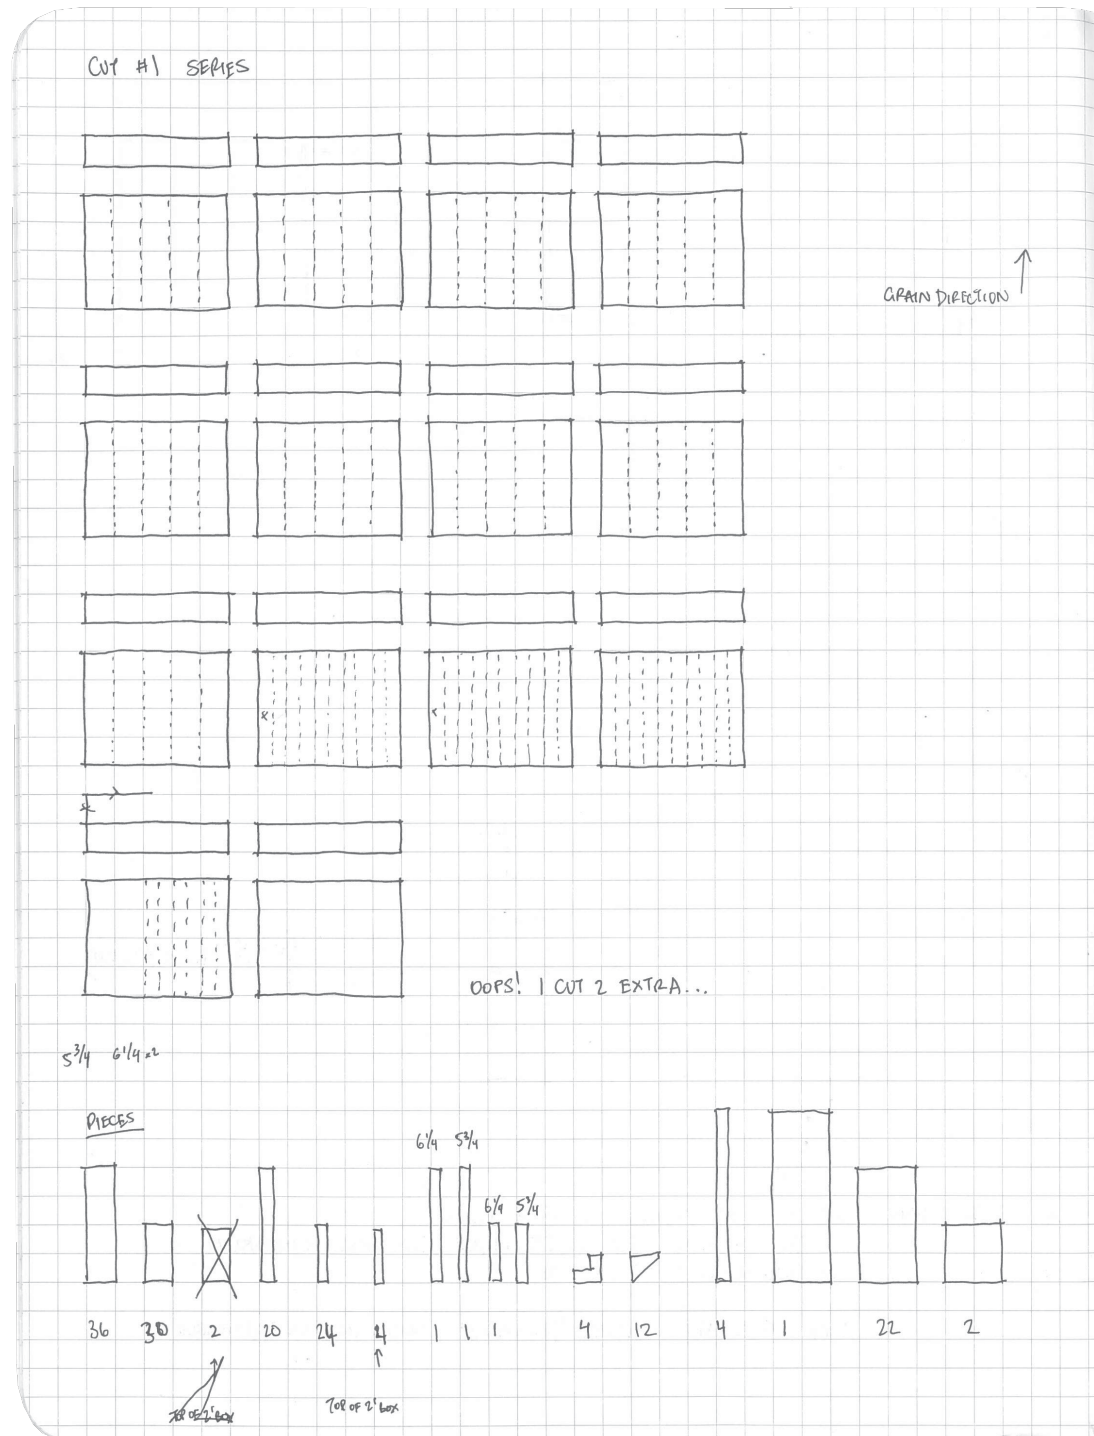 CUT #1 SERIES
GRAIN DIRECTION
OOPS! I CUT 2 EXTRA...
5 3/4 6 1/4 x2
PIECES
6 1/4 5 3/4
6 1/4 5 3/4
36 30 2 20 24 4 1 1 1 4 12 4 1 22 2
TOP OF 2' BOX TOP OF 2' BOX